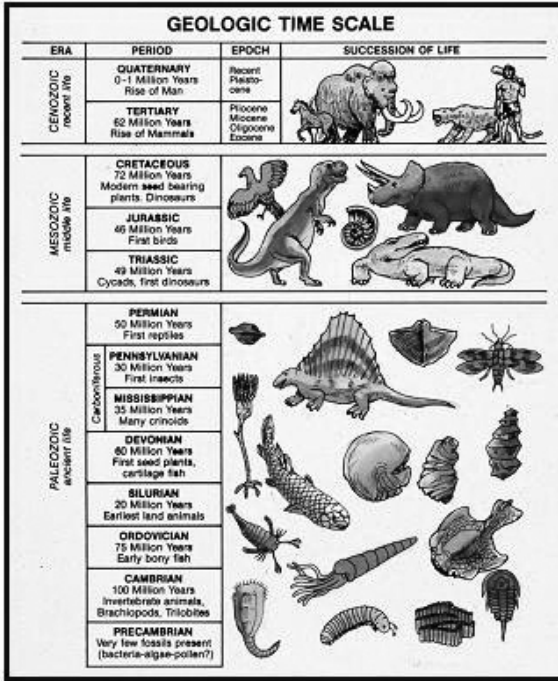 GEOLOGIC TIME SCALE
ERA PERIOD EPOCH SUCCESSION OF LIFE
CENOZOIC
recent life
QUATERNARY
0-1 Million Years
Rise of Man
Recent
Pleisto-
cene
TERTIARY
62 Million Years
Rise of Mammals
Pliocene
Miocene
Oligocene
Eocene
MESOZOIC
middle life
CRETACEOUS
72 Million Years
Modern seed bearing
plants. Dinosaurs
JURASSIC
46 Million Years
First birds
TRIASSIC
49 Million Years
Cycads, first dinosaurs
PALEOZOIC
ancient life
PERMIAN
50 Million Years
First reptiles
Carboniferous
PENNSYLVANIAN
30 Million Years
First insects
MISSISSIPPIAN
35 Million Years
Many crinoids
DEVONIAN
60 Million Years
First seed plants,
cartilage fish
SILURIAN
20 Million Years
Earliest land animals
ORDOVICIAN
75 Million Years
Early bony fish
CAMBRIAN
100 Million Years
Invertebrate animals,
Brachiopods, Trilobites
PRECAMBRIAN
Very few fossils present
(bacteria-algae-pollen?)